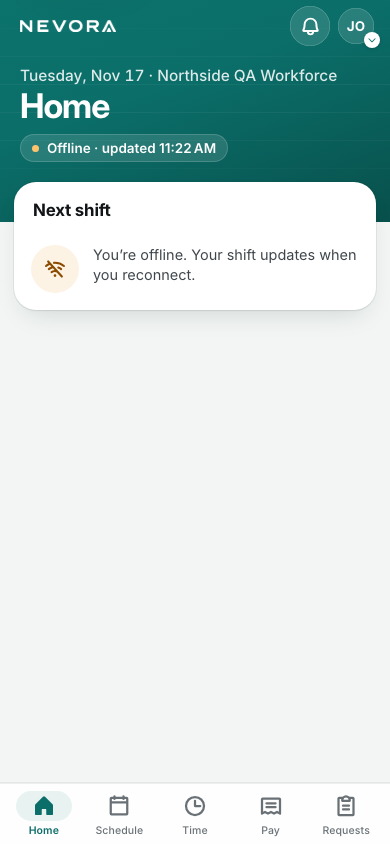 NEVORA
JO
Tuesday, Nov 17 · Northside QA Workforce
Home
Offline · updated 11:22 AM
Next shift
You’re offline. Your shift updates when
you reconnect.
Home
Schedule
Time
Pay
Requests